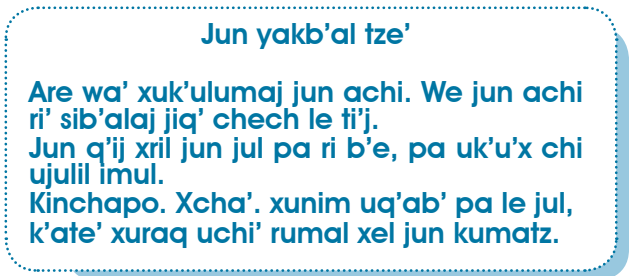 Jun yakb’al tze’
Are wa’ xuk’ulumaj jun achi. We jun achi
ri’ sib’alaj jiq’ chech le ti’j.
Jun q’ij xril jun jul pa ri b’e, pa uk’u’x chi
ujulil imul.
Kinchapo. Xcha’. xunim uq’ab’ pa le jul,
k’ate’ xuraq uchi’ rumal xel jun kumatz.